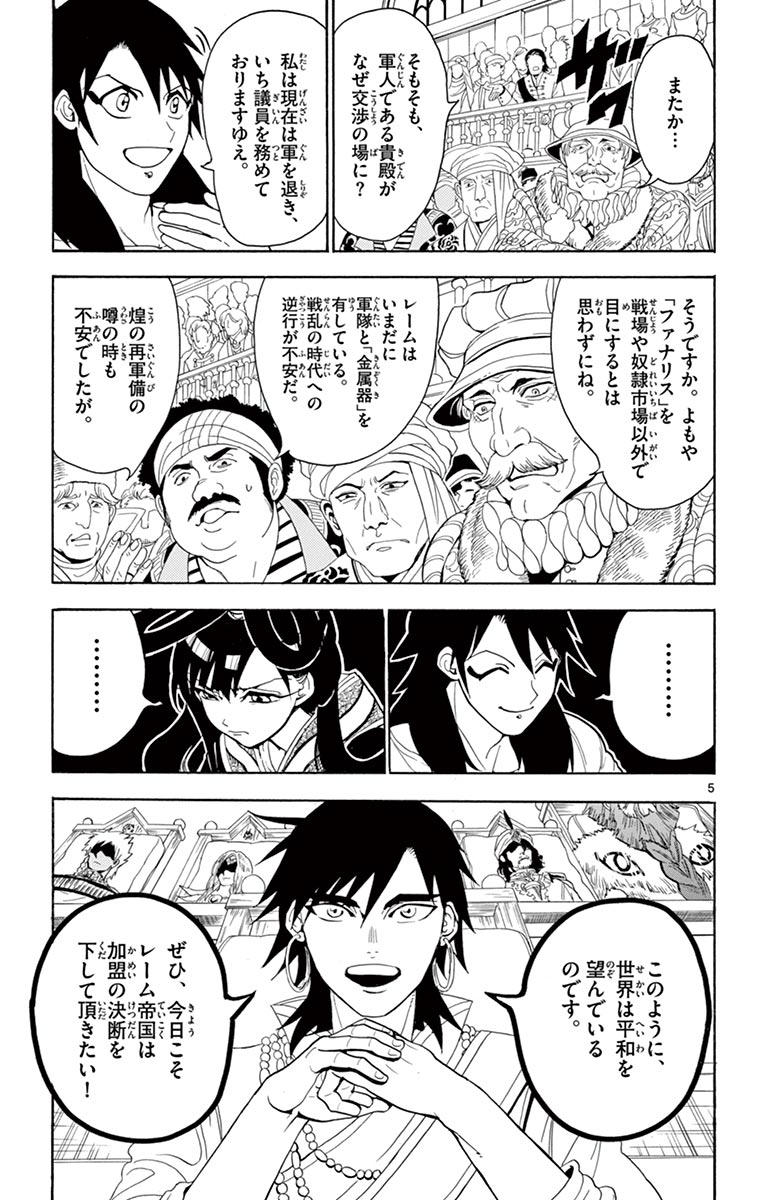 またか…
ガヤガヤ
そもそも、
軍人である貴殿が
なぜ交渉の場に？
私は現在は軍を退き、
いち議員を務めて
おりますゆえ。
そうですか。よもや
「ファナリス」を
戦場や奴隷市場以外で
目にするとは
思わずにね。
レームは
いまだに
軍隊と「金属器」を
有している。
戦乱の時代への
逆行が不安だ。
煌の再軍備の
噂の時も
不安でしたが。
………
………
5
このように、
世界は平和を
望んでいる
のです。
ぜひ、今日こそ
レーム帝国は
加盟の決断を
下して頂きたい！